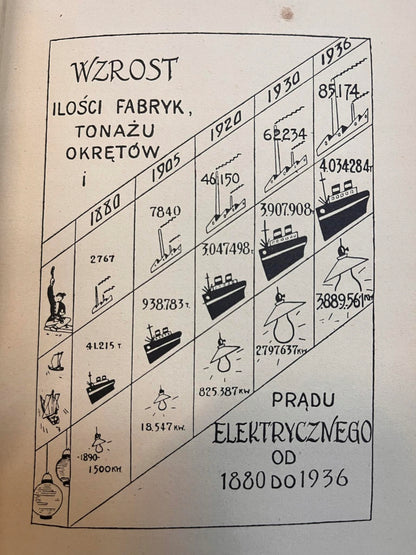 WZROST
ILOŚCI FABRYK,
TONAŻU
OKRĘTÓW
i
1880
1905
1920
1930
1936
2767
7840
46.150
62.234
85.174
41.215 T.
938.783 T.
3.047.498 T.
3.907.908 T.
4.034.284 T.
-1890-
1500 KW.
18.547 KW.
825.387 KW
2.797.637 KW.
3.889.561 KW
PRĄDU
ELEKTRYCZNEGO
OD
1880 DO 1936